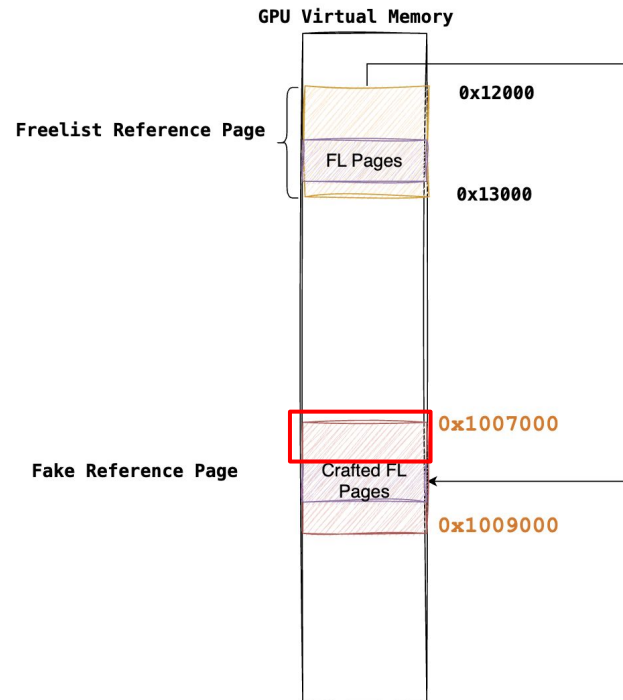 GPU Virtual Memory
0x12000
Freelist Reference Page
FL Pages
0x13000
0x1007000
Fake Reference Page
Crafted FL
Pages
0x1009000